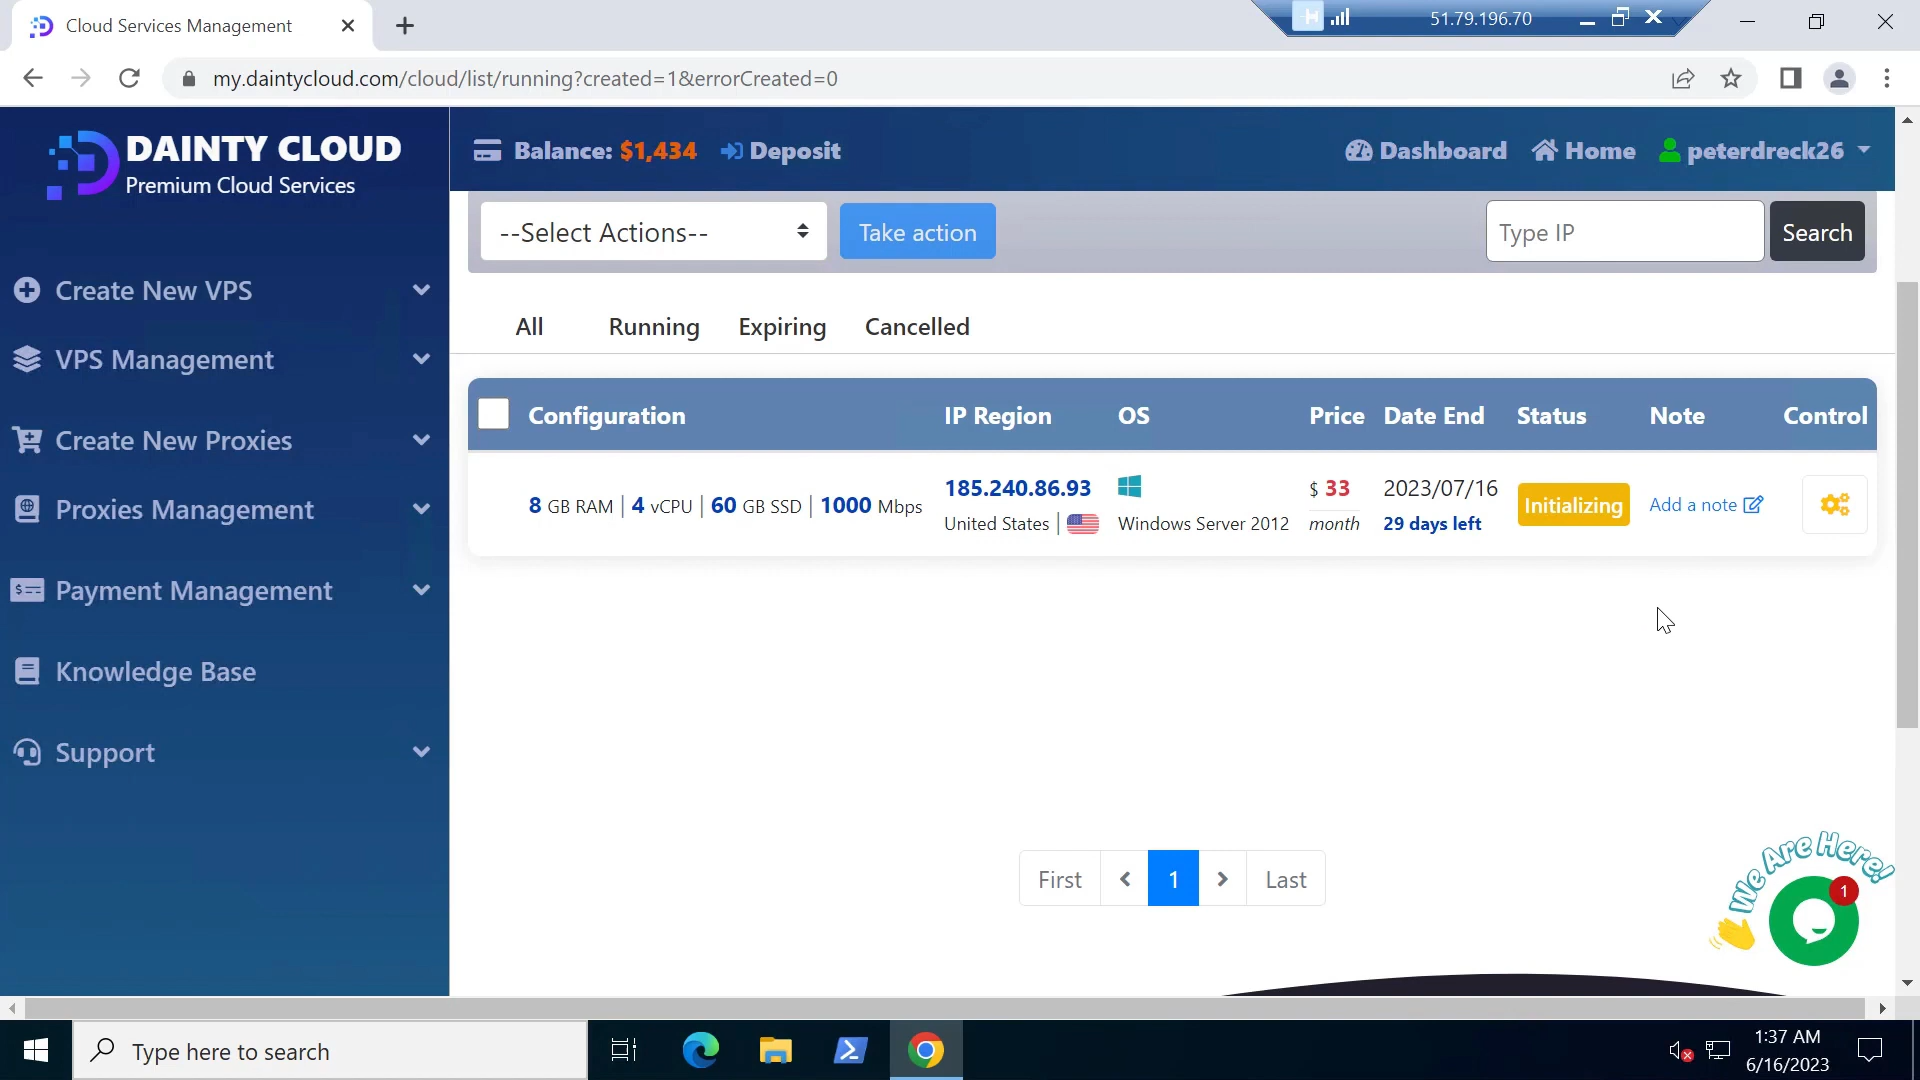 Cloud Services Management
51.79.196.70
my.daintycloud.com/cloud/list/running?created=1&errorCreated=0
DAINTY CLOUD
Premium Cloud Services
Balance: $1,434 Deposit
Dashboard Home peterdreck26
--Select Actions-- Take action Type IP Search
Create New VPS
VPS Management
Create New Proxies
Proxies Management
Payment Management
Knowledge Base
Support
All Running Expiring Cancelled
Configuration IP Region OS Price Date End Status Note Control
8 GB RAM | 4 vCPU | 60 GB SSD | 1000 Mbps
185.240.86.93
United States |
Windows Server 2012
$ 33
month
2023/07/16
29 days left
Initializing
Add a note
First 1 Last
We Are Here!
1
Type here to search
1:37 AM
6/16/2023